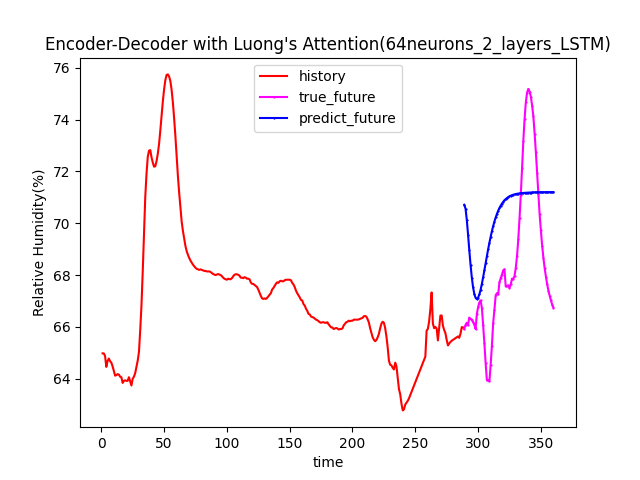 Encoder-Decoder with Luong's Attention(64neurons_2_layers_LSTM)
history
true_future
predict_future
Relative Humidity(%)
76
74
72
70
68
66
64
0 50 100 150 200 250 300 350
time